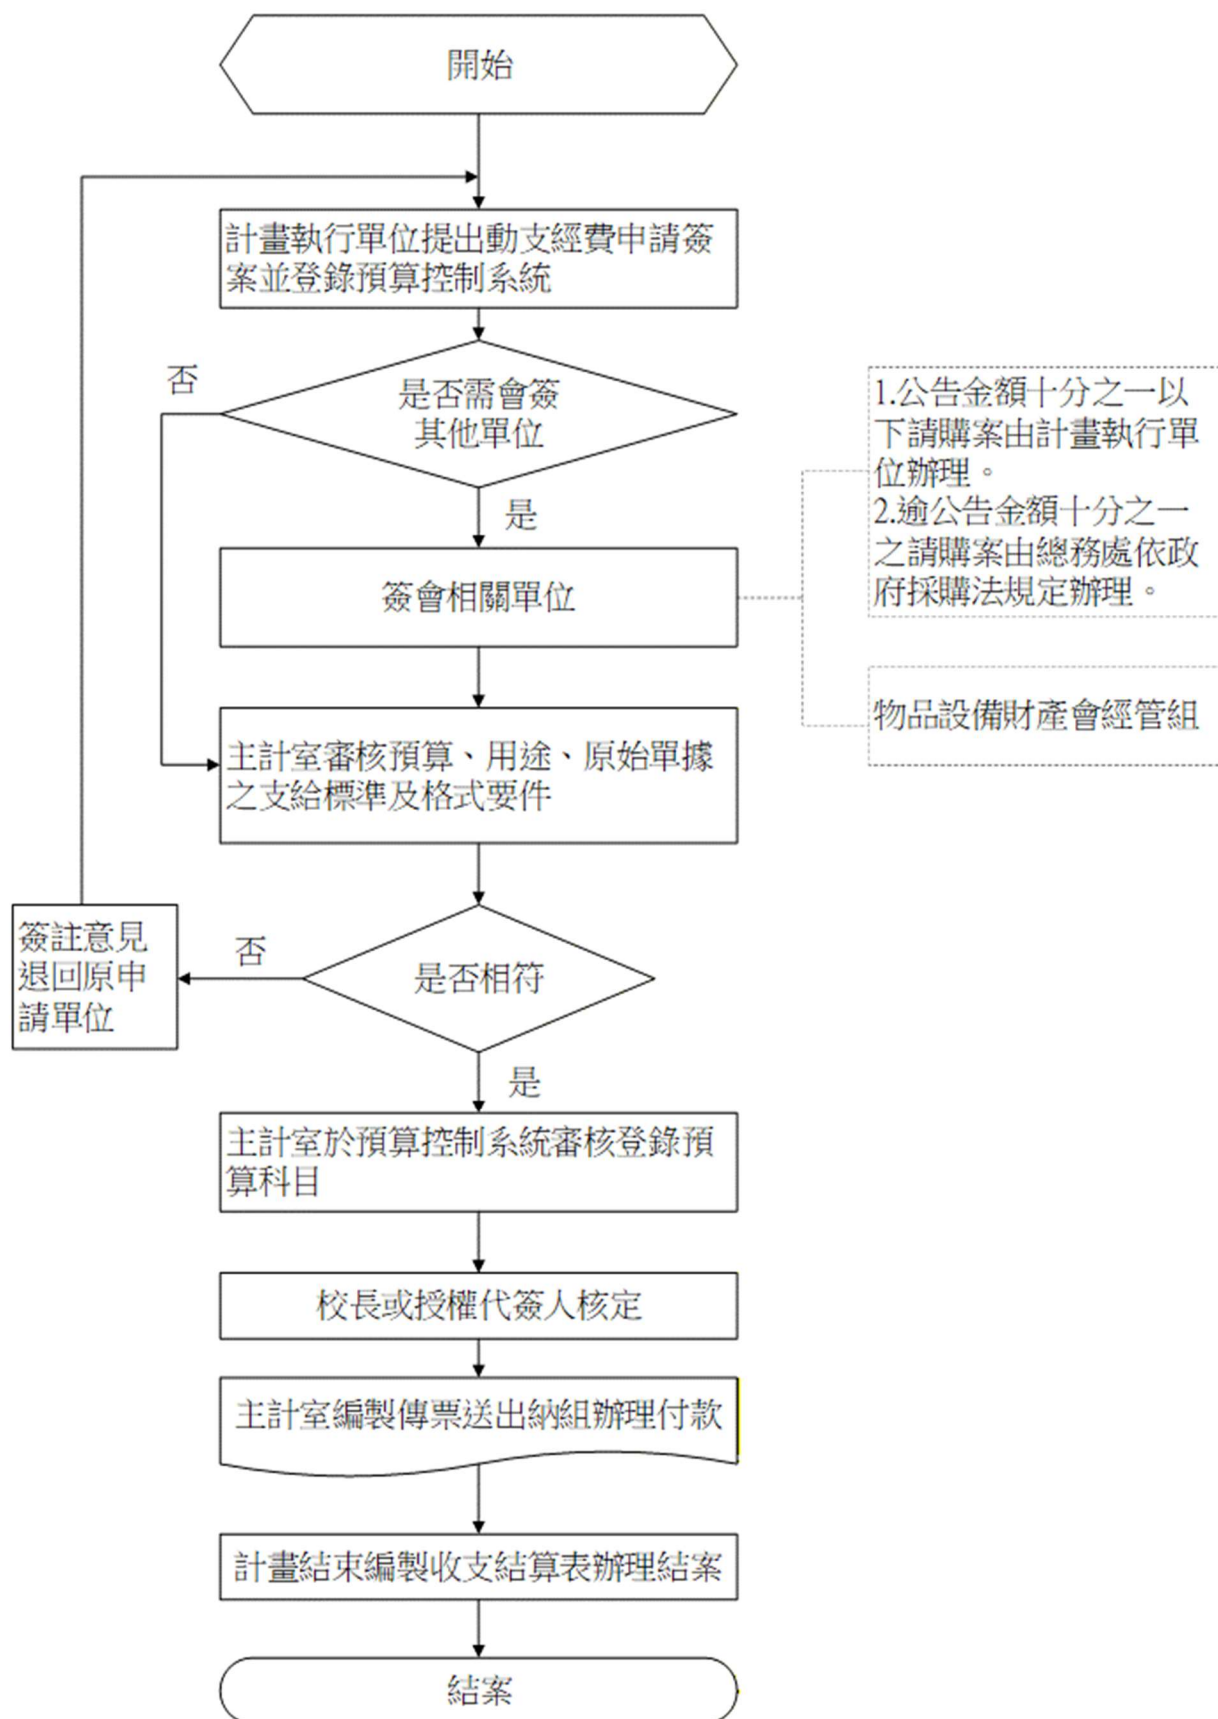 開始
計畫執行單位提出動支經費申請簽
案並登錄預算控制系統
否
是否需會簽
其他單位
是
1.公告金額十分之一以
下請購案由計畫執行單
位辦理。
2.逾公告金額十分之一
之請購案由總務處依政
府採購法規定辦理。
簽會相關單位
物品設備財產會經管組
主計室審核預算、用途、原始單據
之支給標準及格式要件
簽註意見
退回原申
請單位
否
是否相符
是
主計室於預算控制系統審核登錄預
算科目
校長或授權代簽人核定
主計室編製傳票送出納組辦理付款
計畫結束編製收支結算表辦理結案
結案